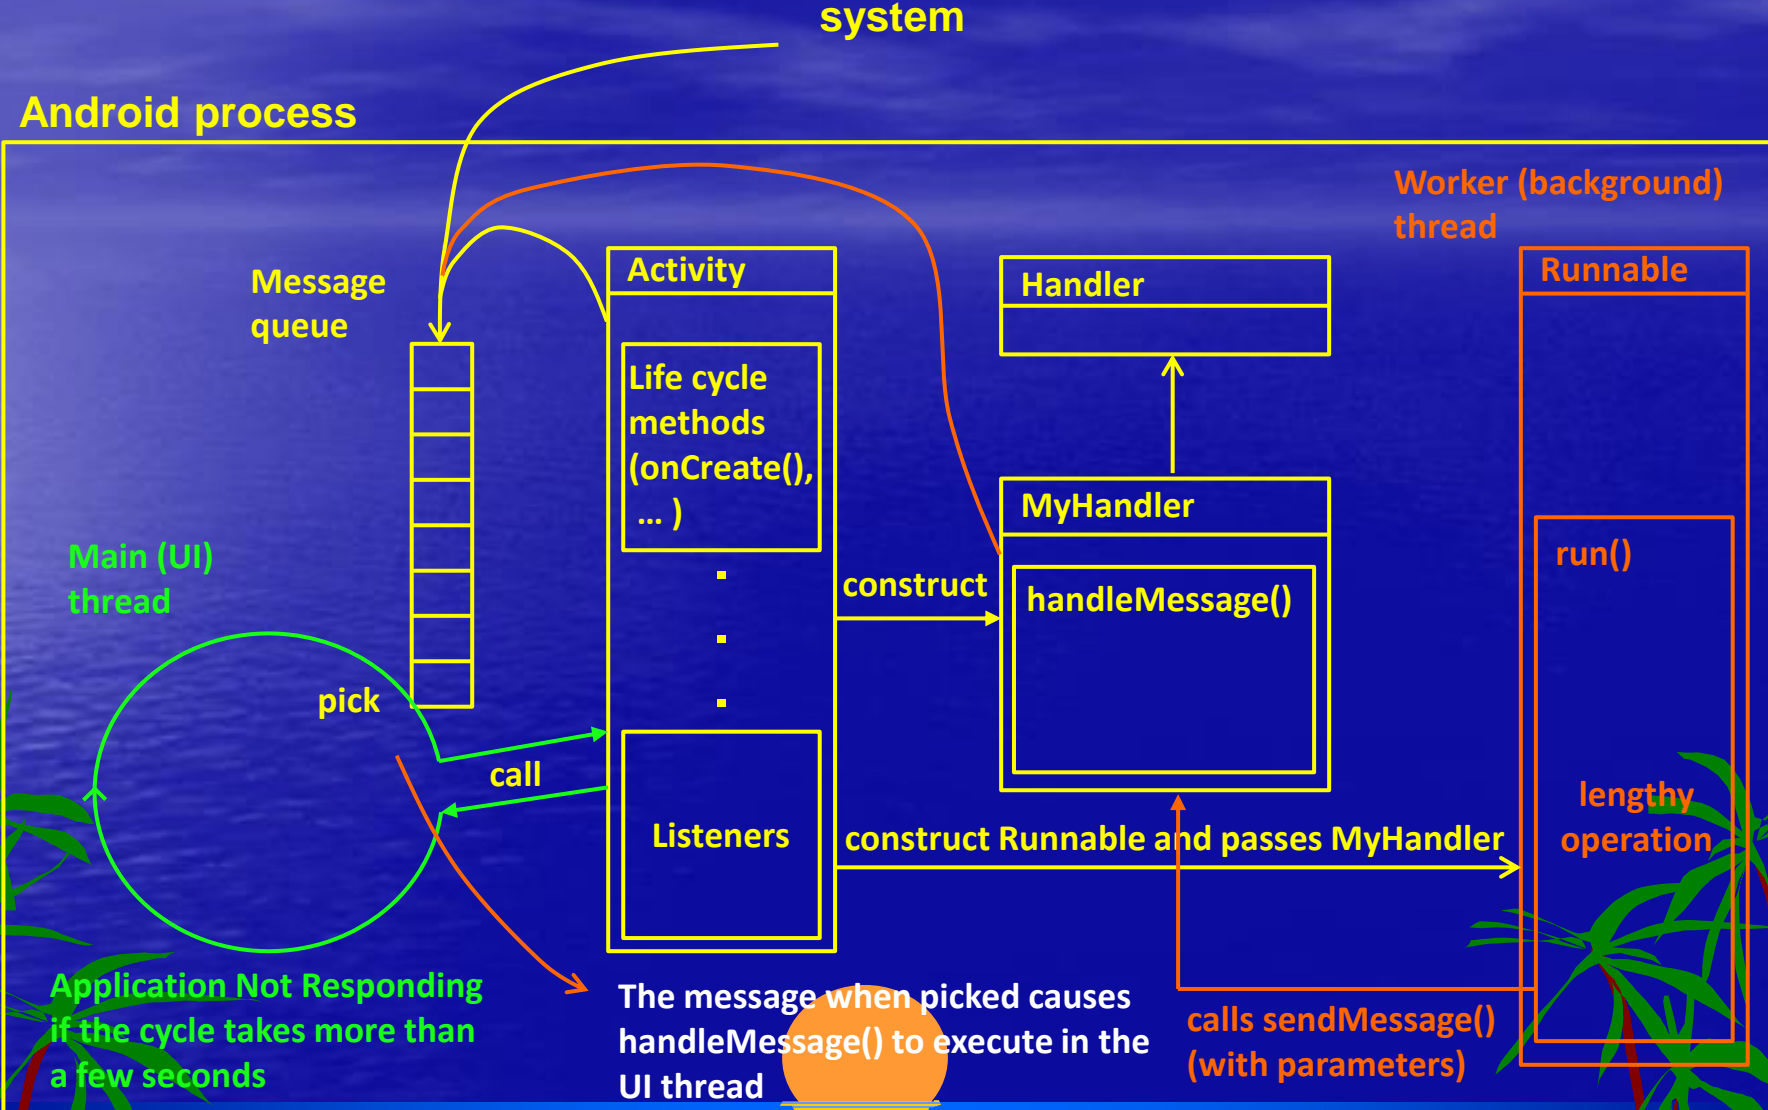 system
Android process
Worker (background)
thread
Message
queue
Activity
Handler
Runnable
Life cycle
methods
(onCreate(),
... )
MyHandler
Main (UI)
thread
run()
construct
handleMessage()
pick
call
lengthy
operation
Listeners
construct Runnable and passes MyHandler
Application Not Responding
if the cycle takes more than
a few seconds
The message when picked causes
handleMessage() to execute in the
UI thread
calls sendMessage()
(with parameters)